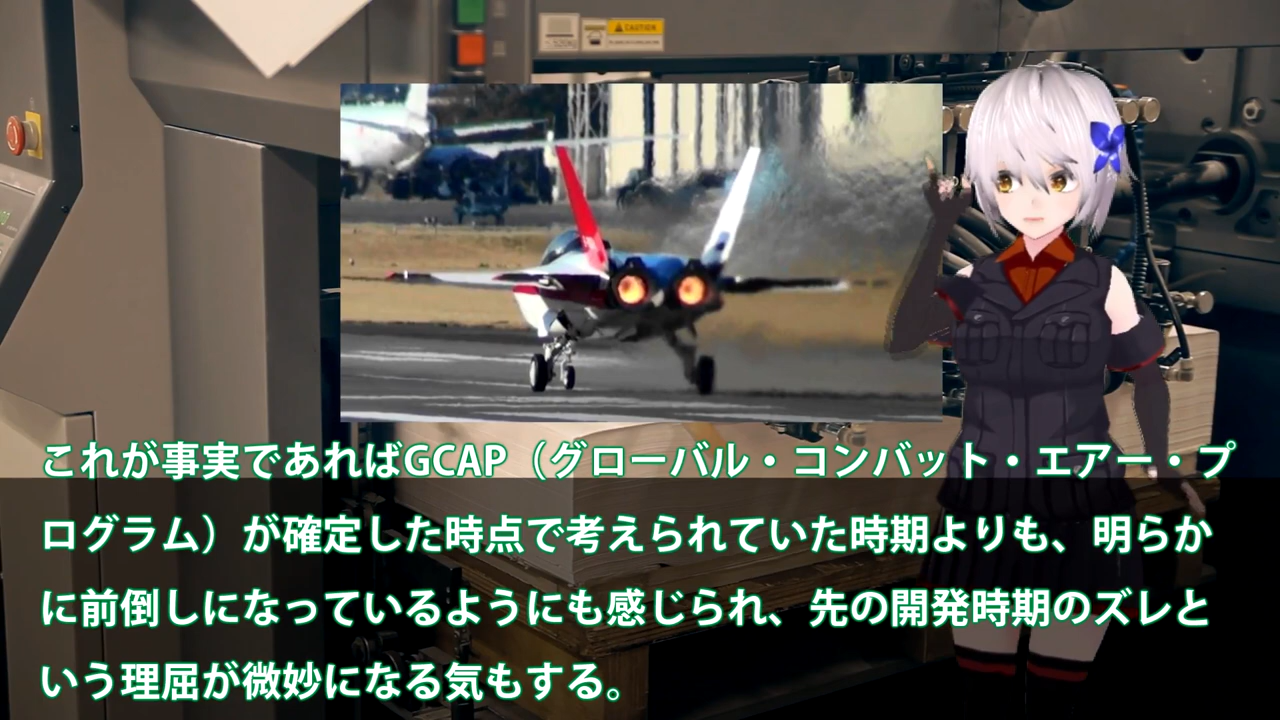 CAUTION
これが事実であればGCAP（グローバル・コンバット・エアー・プ
ログラム）が確定した時点で考えられていた時期よりも、明らか
に前倒しになっているようにも感じられ、先の開発時期のズレと
いう理屈が微妙になる気もする。